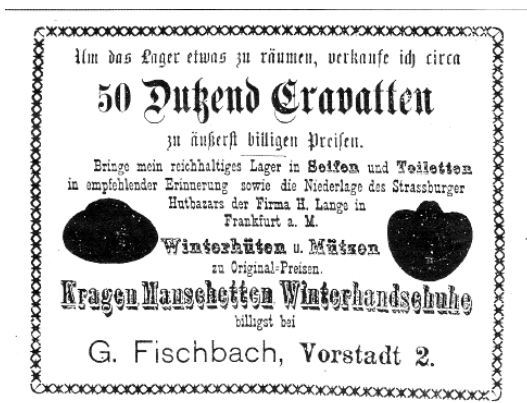 Um das Lager etwas zu räumen, verkaufe ich circa
50 Dutzend Cravatten
zu äußerst billigen Preisen.
Bringe mein reichhaltiges Lager in Seifen und Toiletten
in empfehlender Erinnerung sowie die Niederlage des Strassburger
Hutbazars der Firma H. Lange in
Frankfurt a. M.
Winterhüten u. Mützen
zu Original-Preisen.
Kragen Manschetten Winterhandschuhe
billigst bei
G. Fischbach, Vorstadt 2.